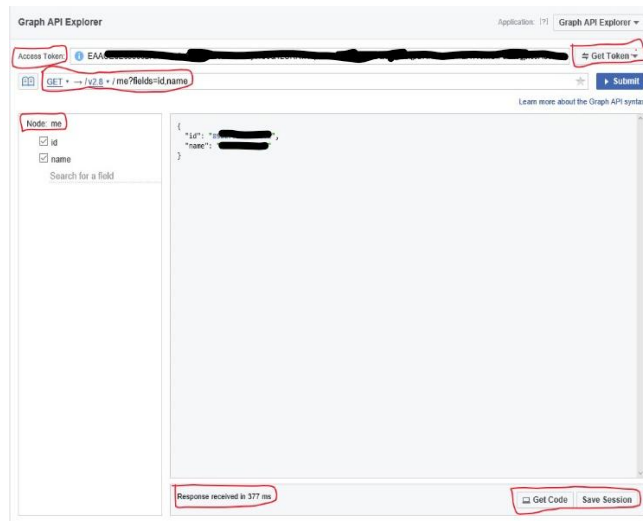 Graph API Explorer
Application: [?] Graph API Explorer
Access Token: EAA
Get Token
GET → /v2.8 / me?fields=id,name
Submit
Learn more about the Graph API syntax
Node: me
id
name
Search for a field
{
"id": "
"name": "
}
Response received in 377 ms
Get Code Save Session